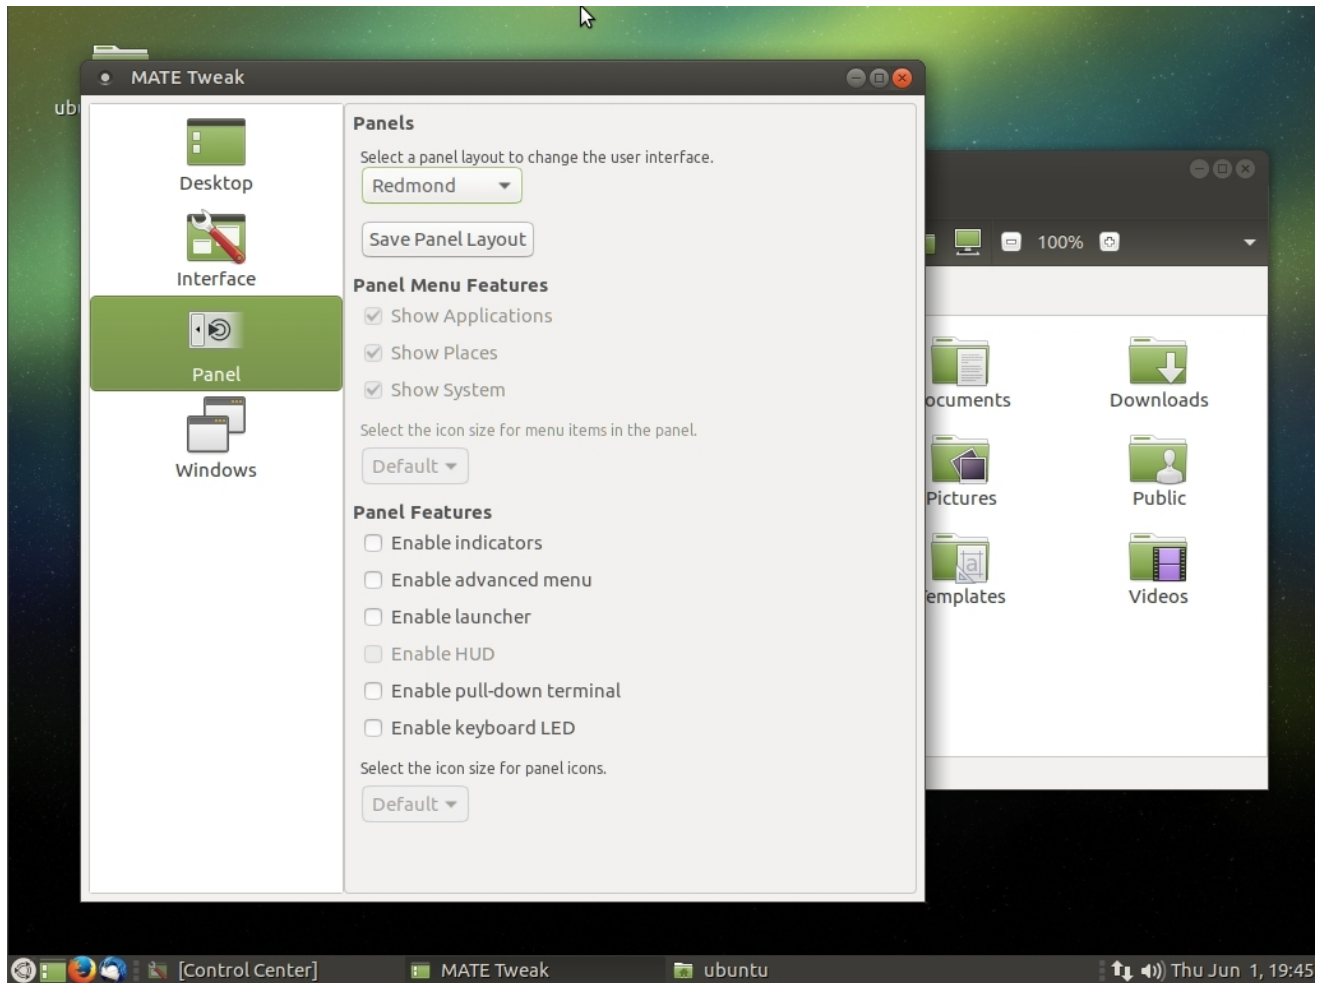 MATE Tweak
Desktop
Interface
Panel
Windows
Panels
Select a panel layout to change the user interface.
Redmond
Save Panel Layout
Panel Menu Features
Show Applications
Show Places
Show System
Select the icon size for menu items in the panel.
Default
Panel Features
Enable indicators
Enable advanced menu
Enable launcher
Enable HUD
Enable pull-down terminal
Enable keyboard LED
Select the icon size for panel icons.
Default
100%
ocuments Downloads
Pictures Public
emplates Videos
[Control Center] MATE Tweak ubuntu Thu Jun 1, 19:45